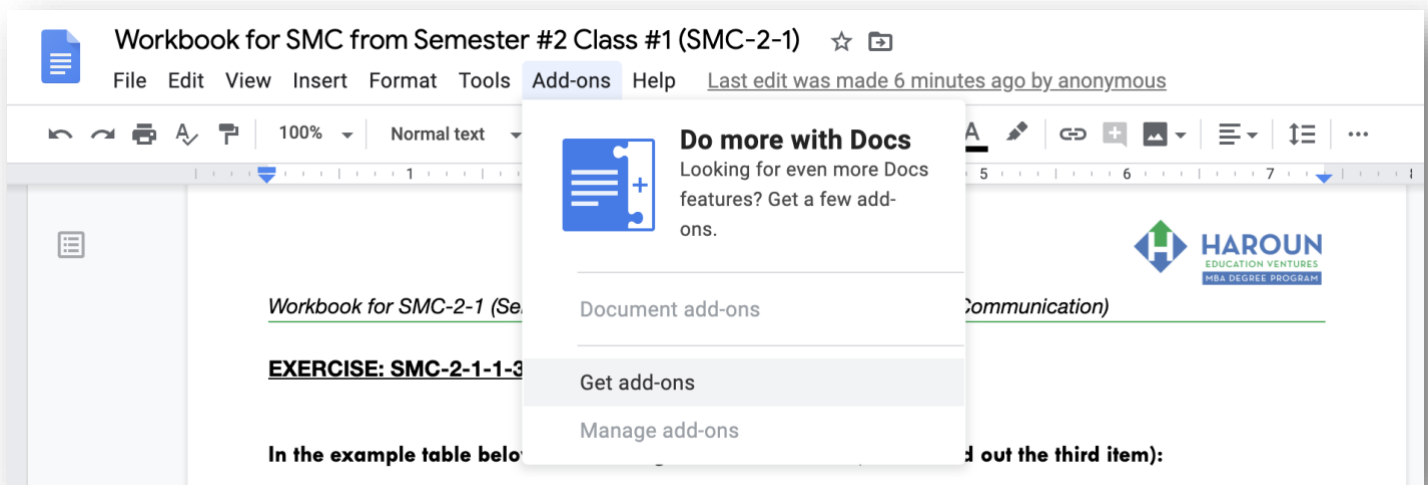 Workbook for SMC from Semester #2 Class #1 (SMC-2-1)
File Edit View Insert Format Tools Add-ons Help Last edit was made 6 minutes ago by anonymous
100% Normal text A
1 5 6 7
Do more with Docs
Looking for even more Docs
features? Get a few add-
ons.
Document add-ons
Get add-ons
Manage add-ons
HAROUN
EDUCATION VENTURES
MBA DEGREE PROGRAM
Workbook for SMC-2-1 Communication)
EXERCISE: SMC-2-1-1-3
In the example table out the third item):